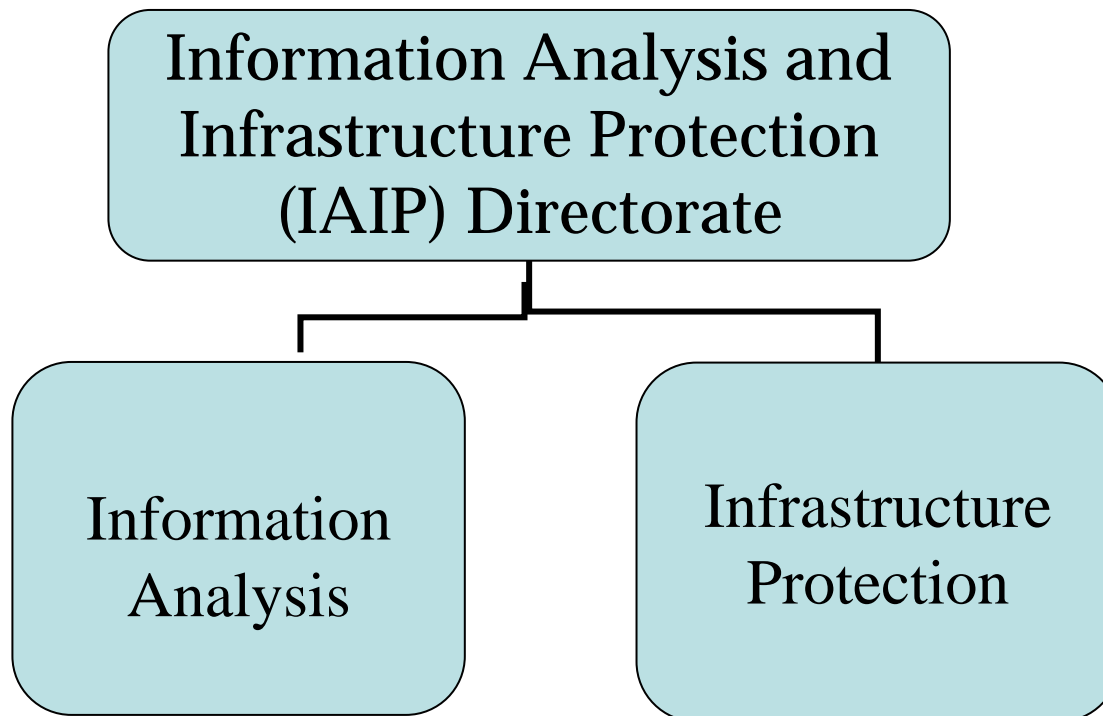 Information Analysis and
Infrastructure Protection
(IAIP) Directorate
Information
Analysis
Infrastructure
Protection